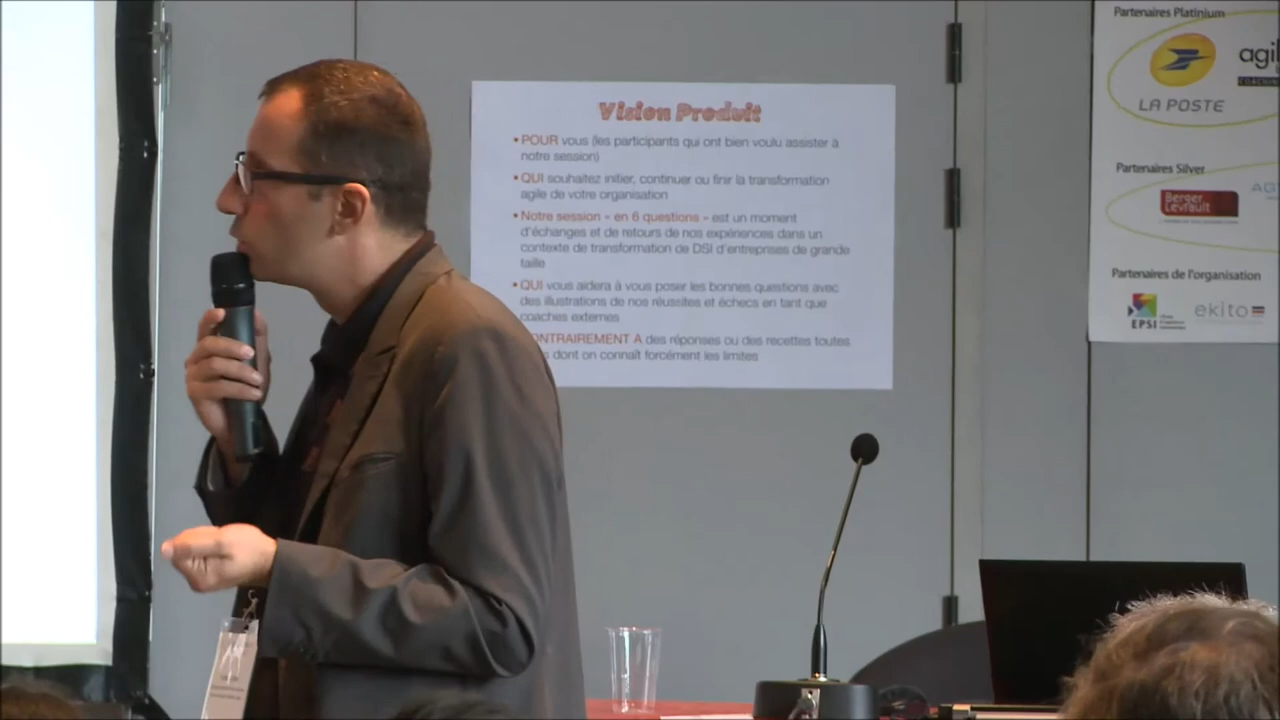 Vision Produit
• POUR vous (les participants qui ont bien voulu assister à
notre session)
• QUI souhaitez initier, continuer ou finir la transformation
agile de votre organisation
• Notre session « en 6 questions » est un moment
d'échanges et de retours de nos expériences dans un
contexte de transformation de DSI d'entreprises de grande
taille
• QUI vous aidera à vous poser les bonnes questions avec
des illustrations de nos réussites et échecs en tant que
coaches externes
ONTRAIREMENT A des réponses ou des recettes toutes
dont on connaît forcément les limites
Partenaires Platinium
LA POSTE
agil
Partenaires Silver
Berger
Levrault
AG
Partenaires de l'organisation
EPSI
ekito